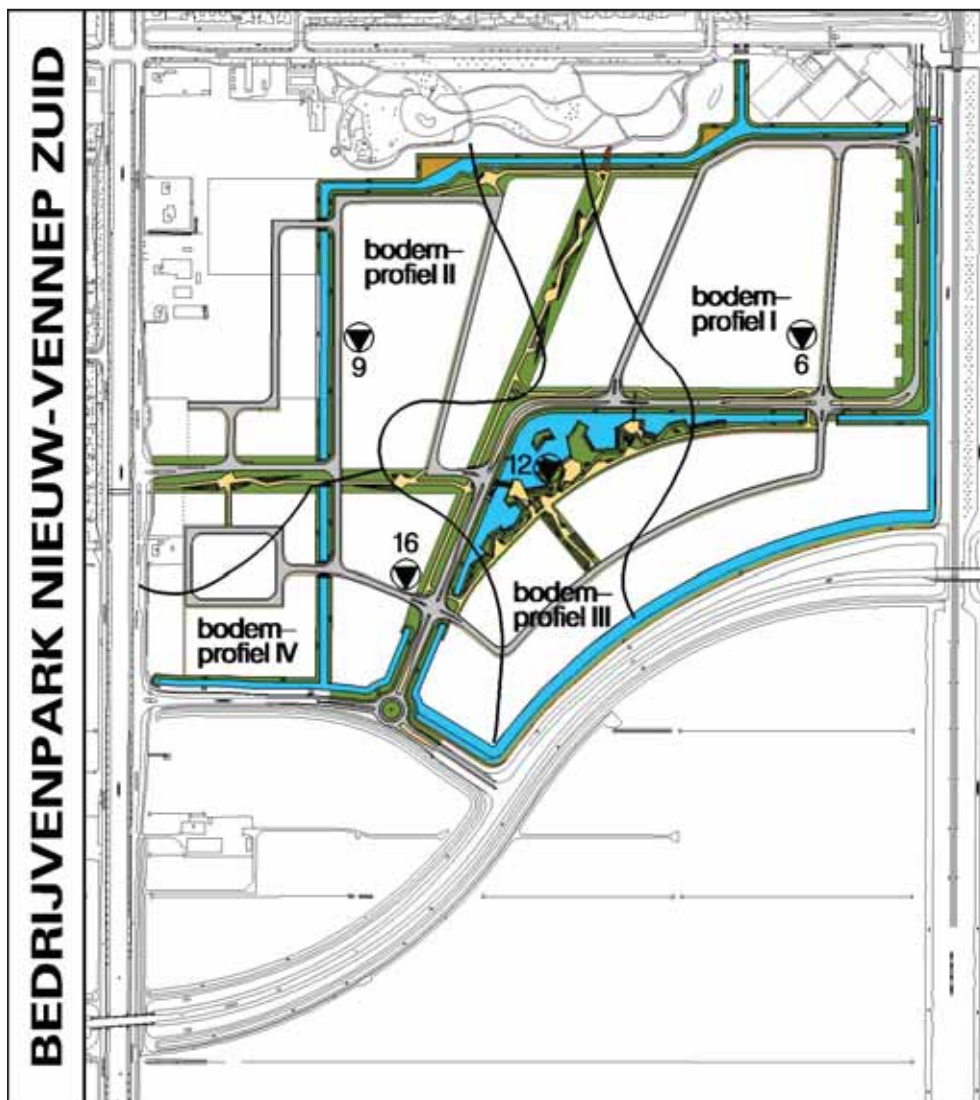 BEDRIJVENPARK NIEUW-VENNEP ZUID
bodem–
profiel II
bodem–
profiel I
9
6
12
16
bodem–
profiel III
bodem–
profiel IV